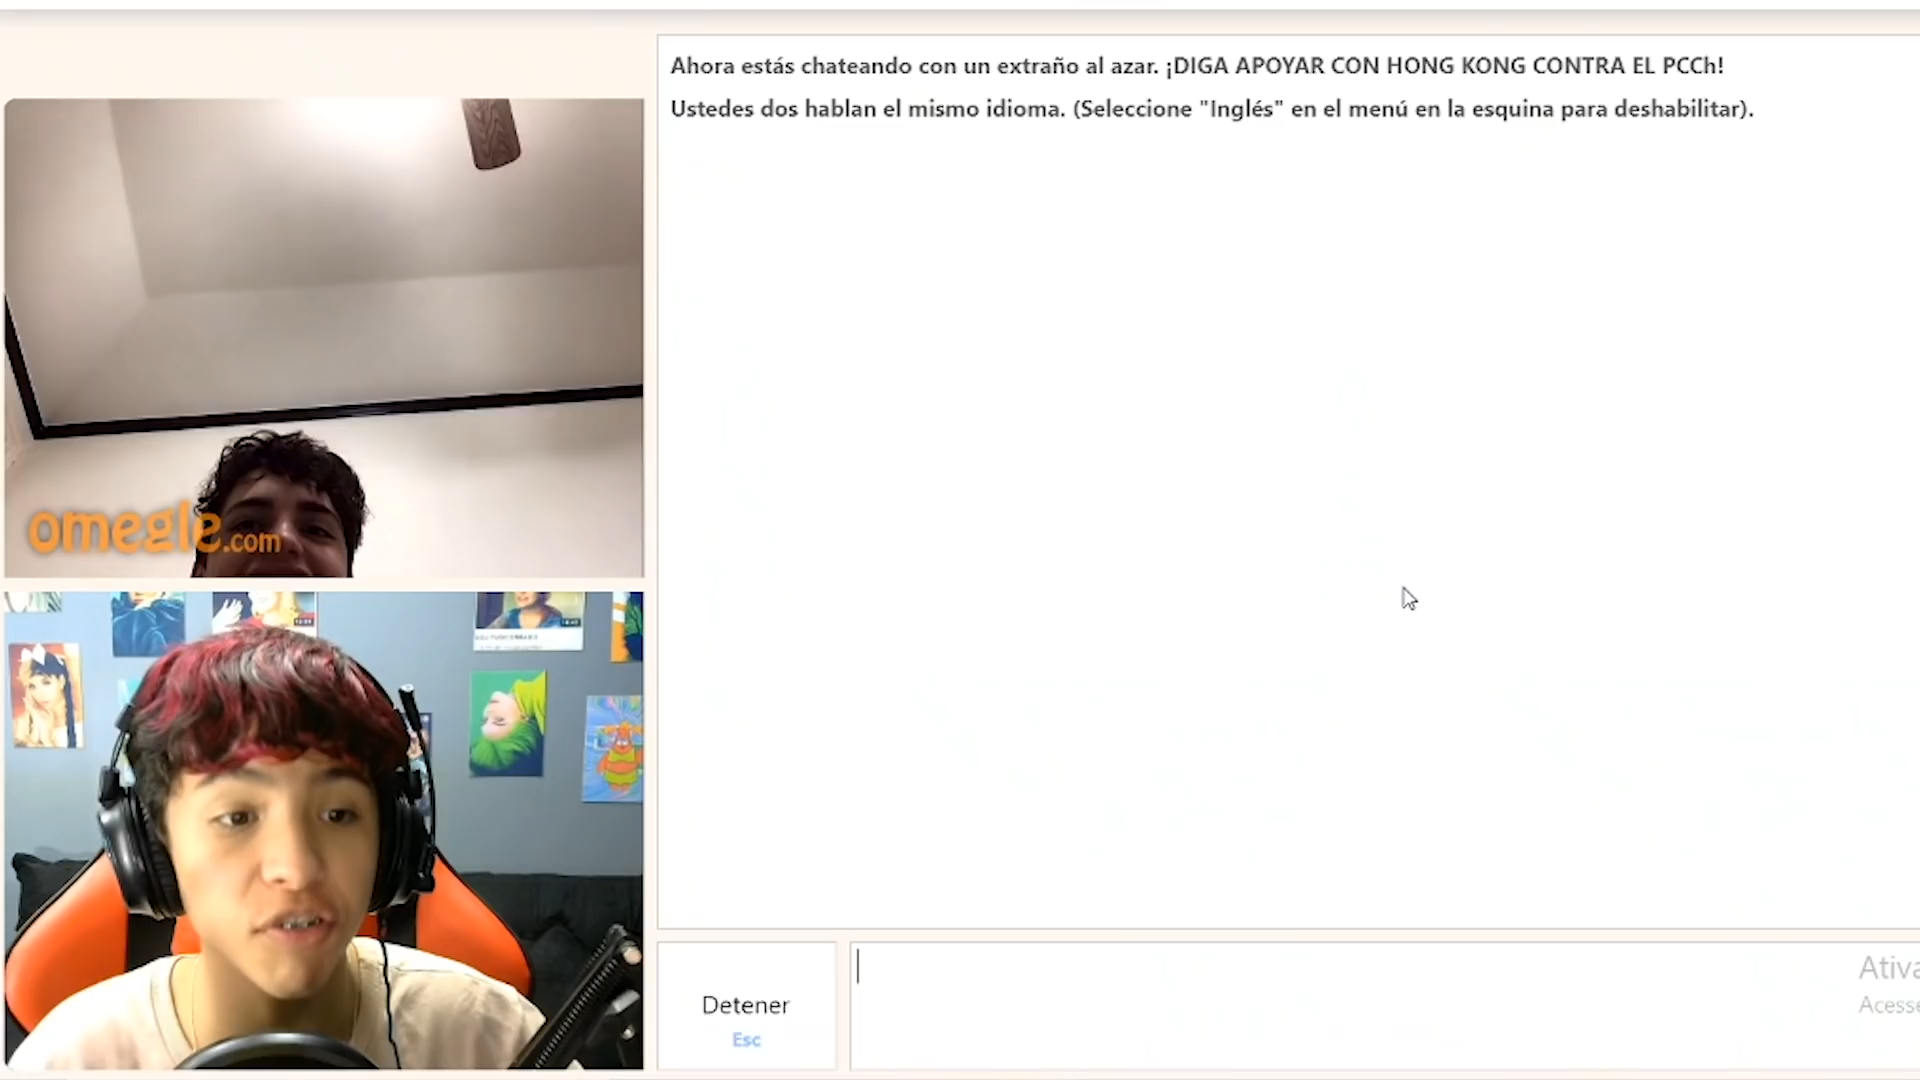 Ahora estás chateando con un extraño al azar. ¡DIGA APOYAR CON HONG KONG CONTRA EL PCCh!
Ustedes dos hablan el mismo idioma. (Seleccione "Inglés" en el menú en la esquina para deshabilitar).
omegle.com
Detener
Esc
Ativa
Acesse